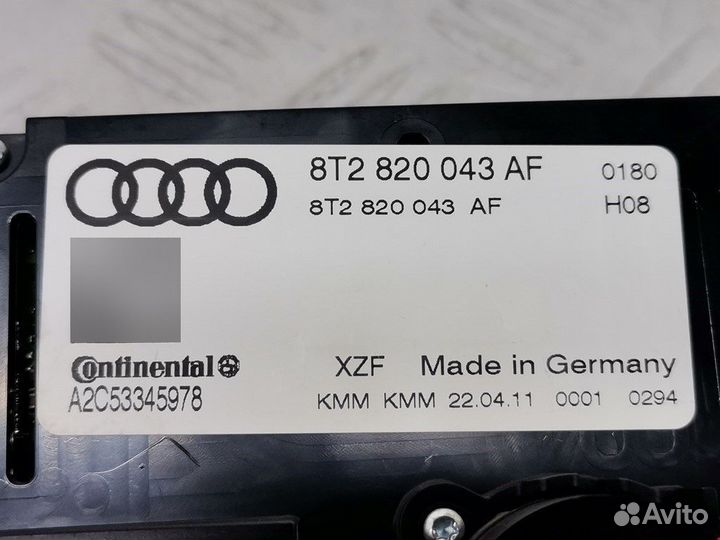 8T2 820 043 AF 0180
8T2 820 043 AF H08
Continental
XZF Made in Germany
A2C53345978
KMM KMM 22.04.11 0001 0294
Avito